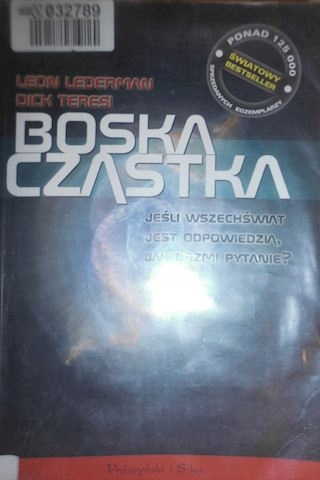 032789
PONAD 125 000
ŚWIATOWY
BESTSELLER
SPRZEDANYCH EGZEMPLARZY
LEON LEDERMAN
DICK TERESI
BOSKA
CZĄSTKA
JEŚLI WSZECHŚWIAT
JEST ODPOWIEDZIĄ,
JAK BRZMI PYTANIE?
Prószyński i S-ka